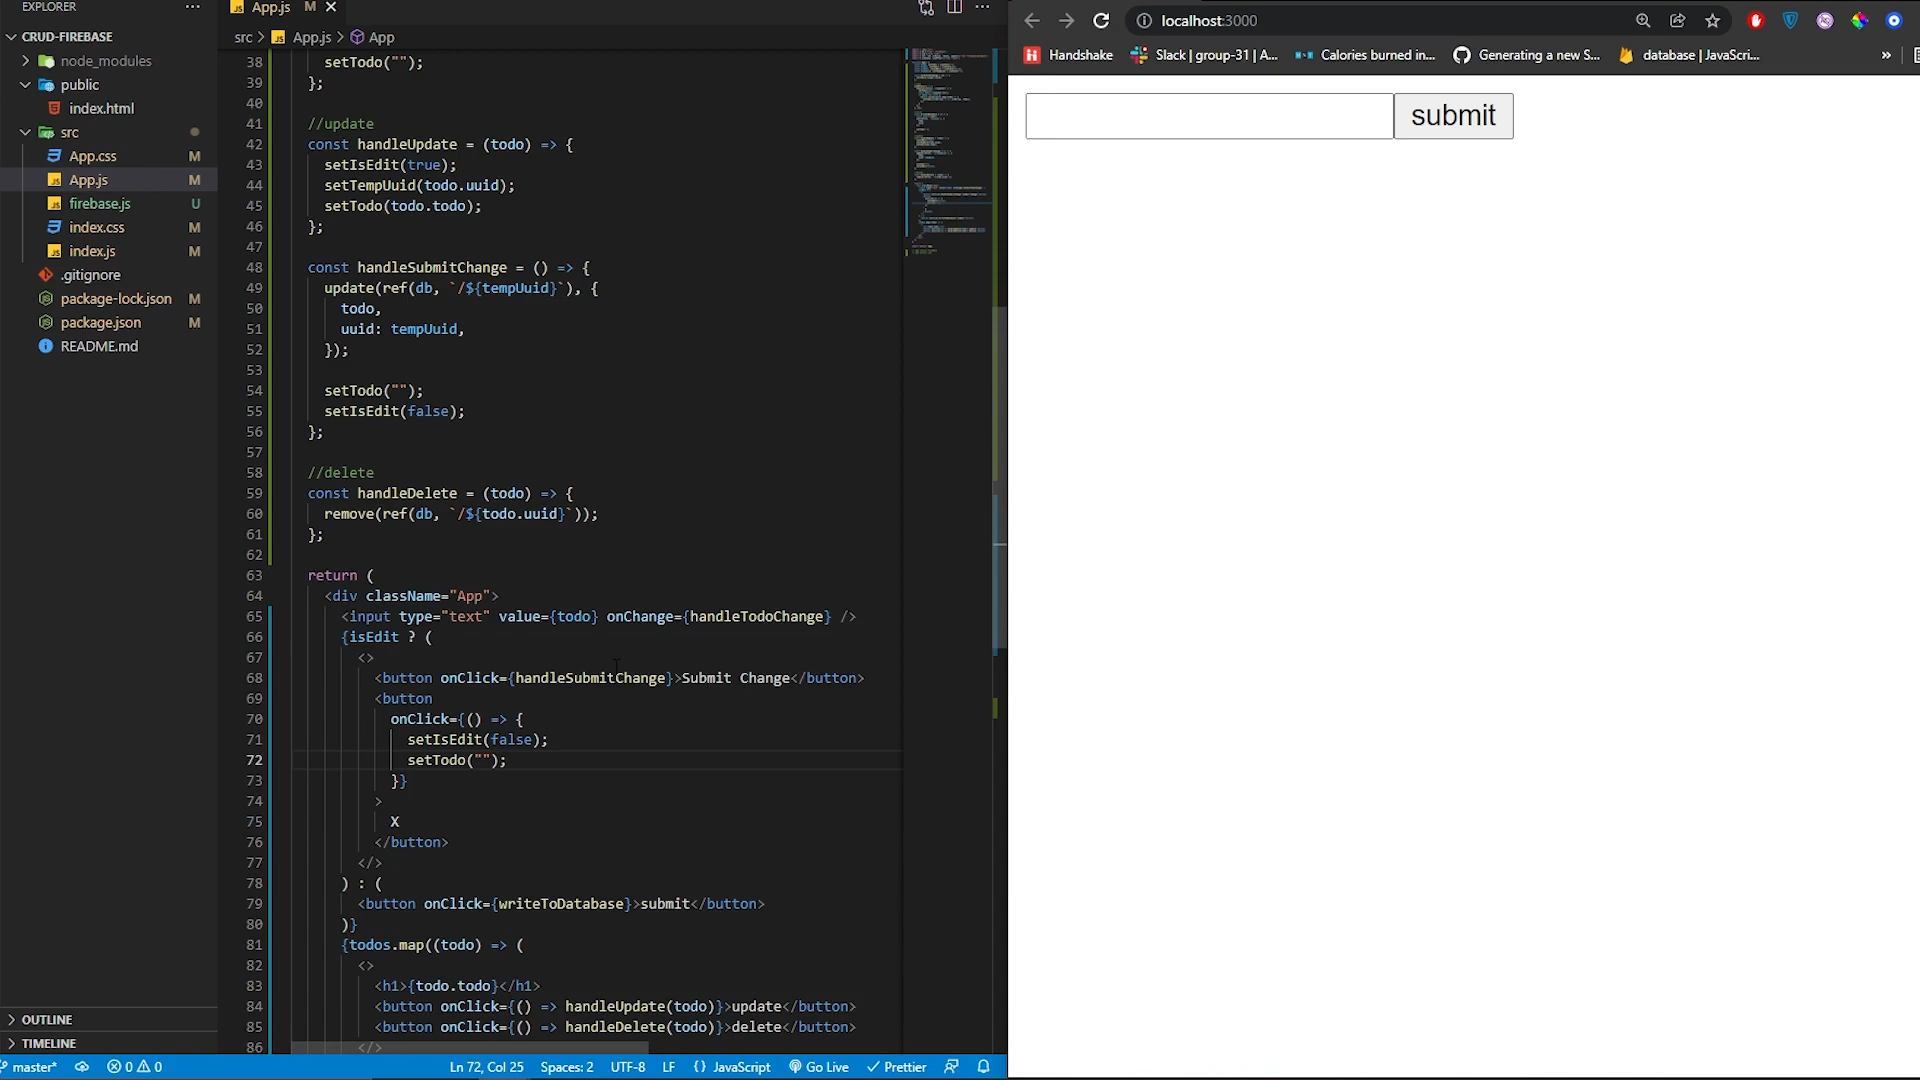 EXPLORER
CRUD-FIREBASE
node_modules
public
index.html
src
App.css M
App.js M
firebase.js U
index.css M
index.js M
.gitignore
package-lock.json M
package.json M
README.md
OUTLINE
TIMELINE
App.js M
src > App.js > App
38 setTodo("");
39 };
40
41 //update
42 const handleUpdate = (todo) => {
43 setIsEdit(true);
44 setTempUuid(todo.uuid);
45 setTodo(todo.todo);
46 };
47
48 const handleSubmitChange = () => {
49 update(ref(db, `/${tempUuid}`), {
50 todo,
51 uuid: tempUuid,
52 });
53
54 setTodo("");
55 setIsEdit(false);
56 };
57
58 //delete
59 const handleDelete = (todo) => {
60 remove(ref(db, `/${todo.uuid}`));
61 };
62
63 return (
64 <div className="App">
65 <input type="text" value={todo} onChange={handleTodoChange} />
66 {isEdit ? (
67 <>
68 <button onClick={handleSubmitChange}>Submit Change</button>
69 <button
70 onClick={() => {
71 setIsEdit(false);
72 setTodo("");
73 }}
74 >
75 X
76 </button>
77 </>
78 ) : (
79 <button onClick={writeToDatabase}>submit</button>
80 )}
81 {todos.map((todo) => (
82 <>
83 <h1>{todo.todo}</h1>
84 <button onClick={() => handleUpdate(todo)}>update</button>
85 <button onClick={() => handleDelete(todo)}>delete</button>
86 </>
master* 0 0 Ln 72, Col 25 Spaces: 2 UTF-8 LF {} JavaScript Go Live Prettier
localhost:3000
Handshake Slack | group-31 | A... Calories burned in... Generating a new S... database | JavaScri... »
submit